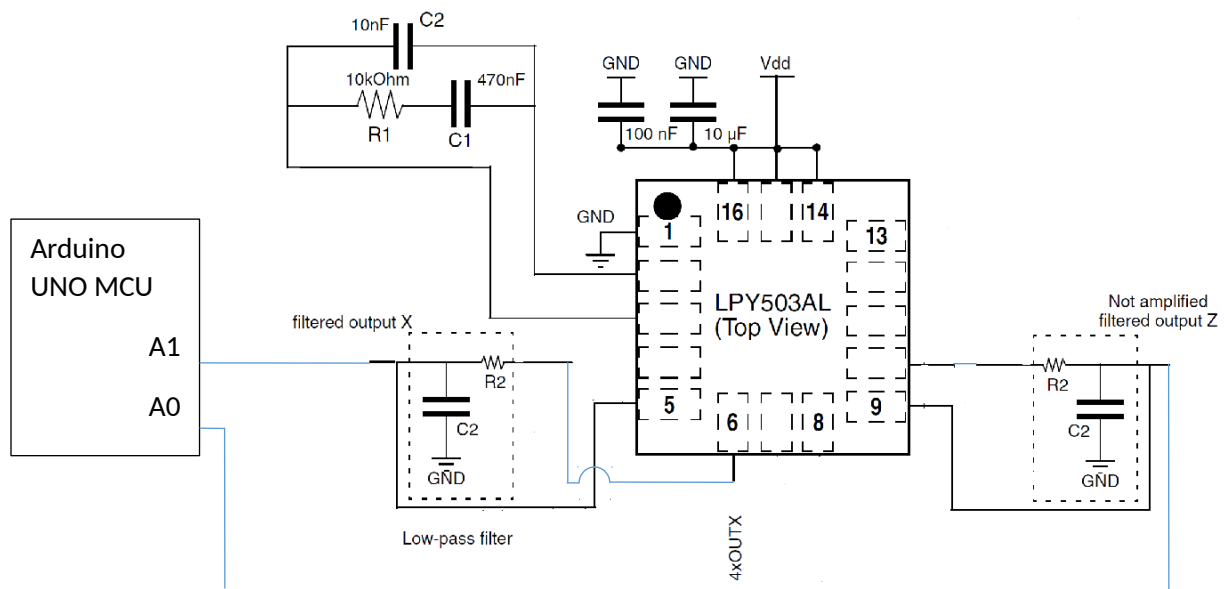 10nF
C2
10kOhm
470nF
R1
C1
GND
GND
Vdd
100 nF
10 µF
GND
1
16
14
13
LPY503AL
(Top View)
Arduino
UNO MCU
A1
A0
filtered output X
R2
C2
GND
Low-pass filter
5
6
8
9
4xOUTX
Not amplified
filtered output Z
R2
C2
GND